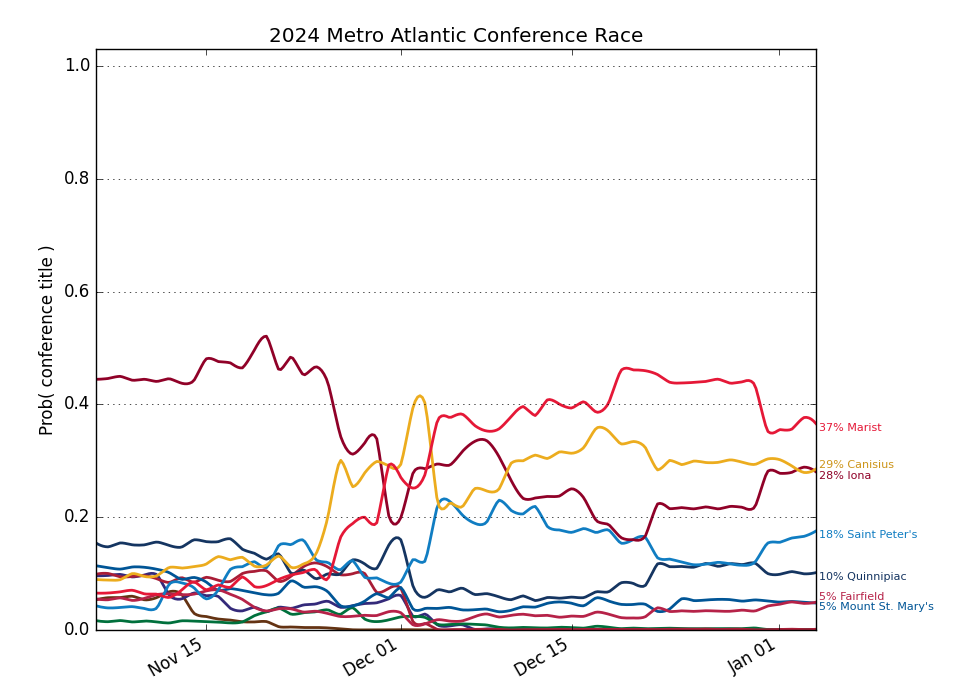 2024 Metro Atlantic Conference Race
Prob( conference title )
1.0
0.8
0.6
0.4
0.2
0.0
Nov 15
Dec 01
Dec 15
Jan 01
37% Marist
29% Canisius
28% Iona
18% Saint Peter's
10% Quinnpiac
5% Fairfield
5% Mount St. Mary's